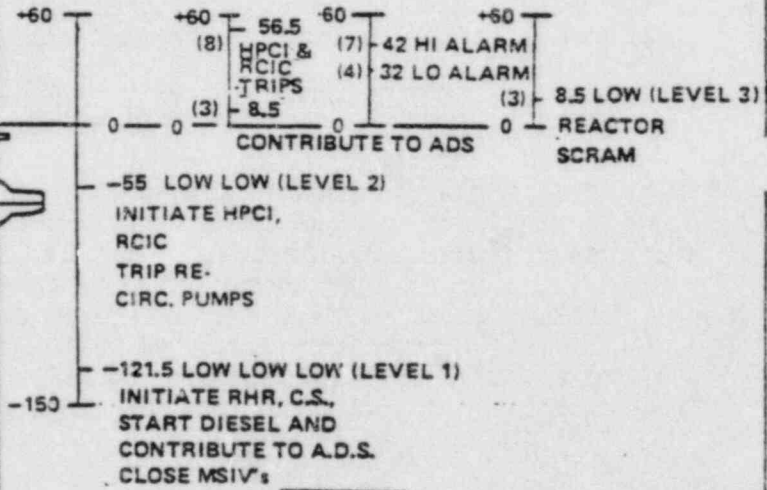 +60 +60 +60 +60
56.5
(8) HPCI & (7) 42 HI ALARM
RCIC (4) 32 LO ALARM
TRIPS
(3) 8.5 (3) 8.5 LOW (LEVEL 3)
0 0 0 0 REACTOR
CONTRIBUTE TO ADS SCRAM
-55 LOW LOW (LEVEL 2)
INITIATE HPCI,
RCIC
TRIP RE-
CIRC. PUMPS
-121.5 LOW LOW LOW (LEVEL 1)
-150 INITIATE RHR, C.S.,
START DIESEL AND
CONTRIBUTE TO A.D.S.
CLOSE MSIV's